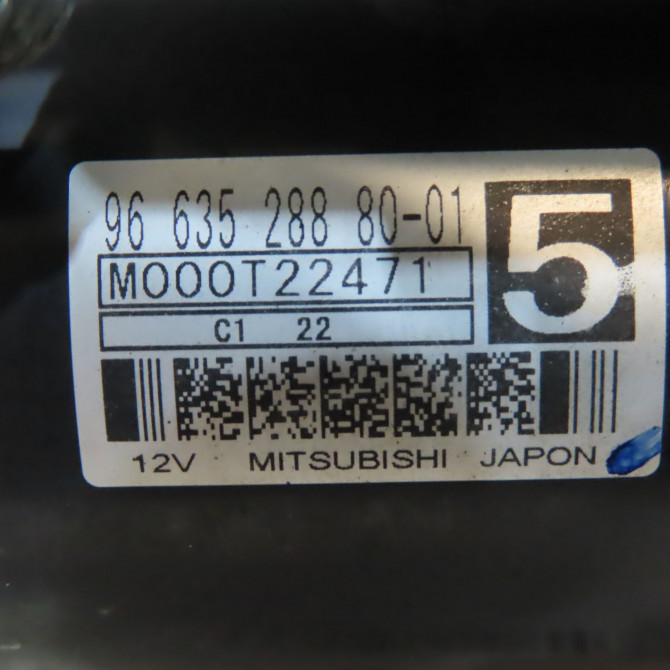 96 635 288 80-01
5
M000T22471
C1 22
12V MITSUBISHI JAPON